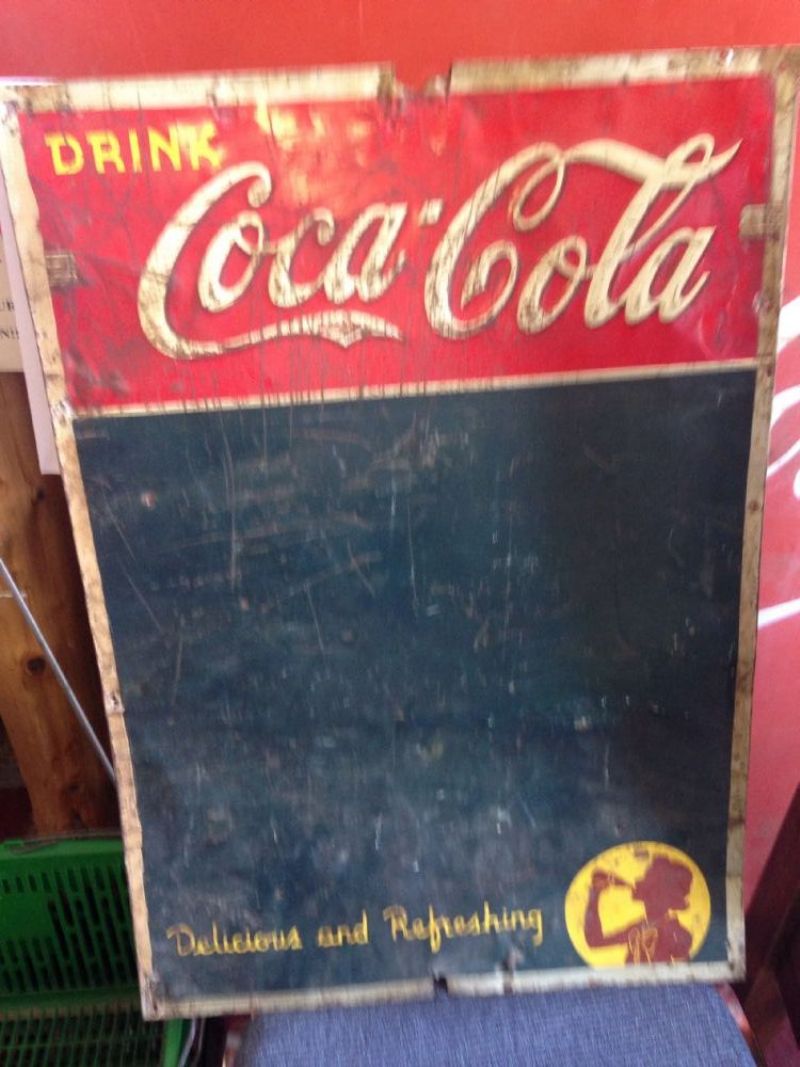 DRINK
Coca-Cola
Delicious and Refreshing